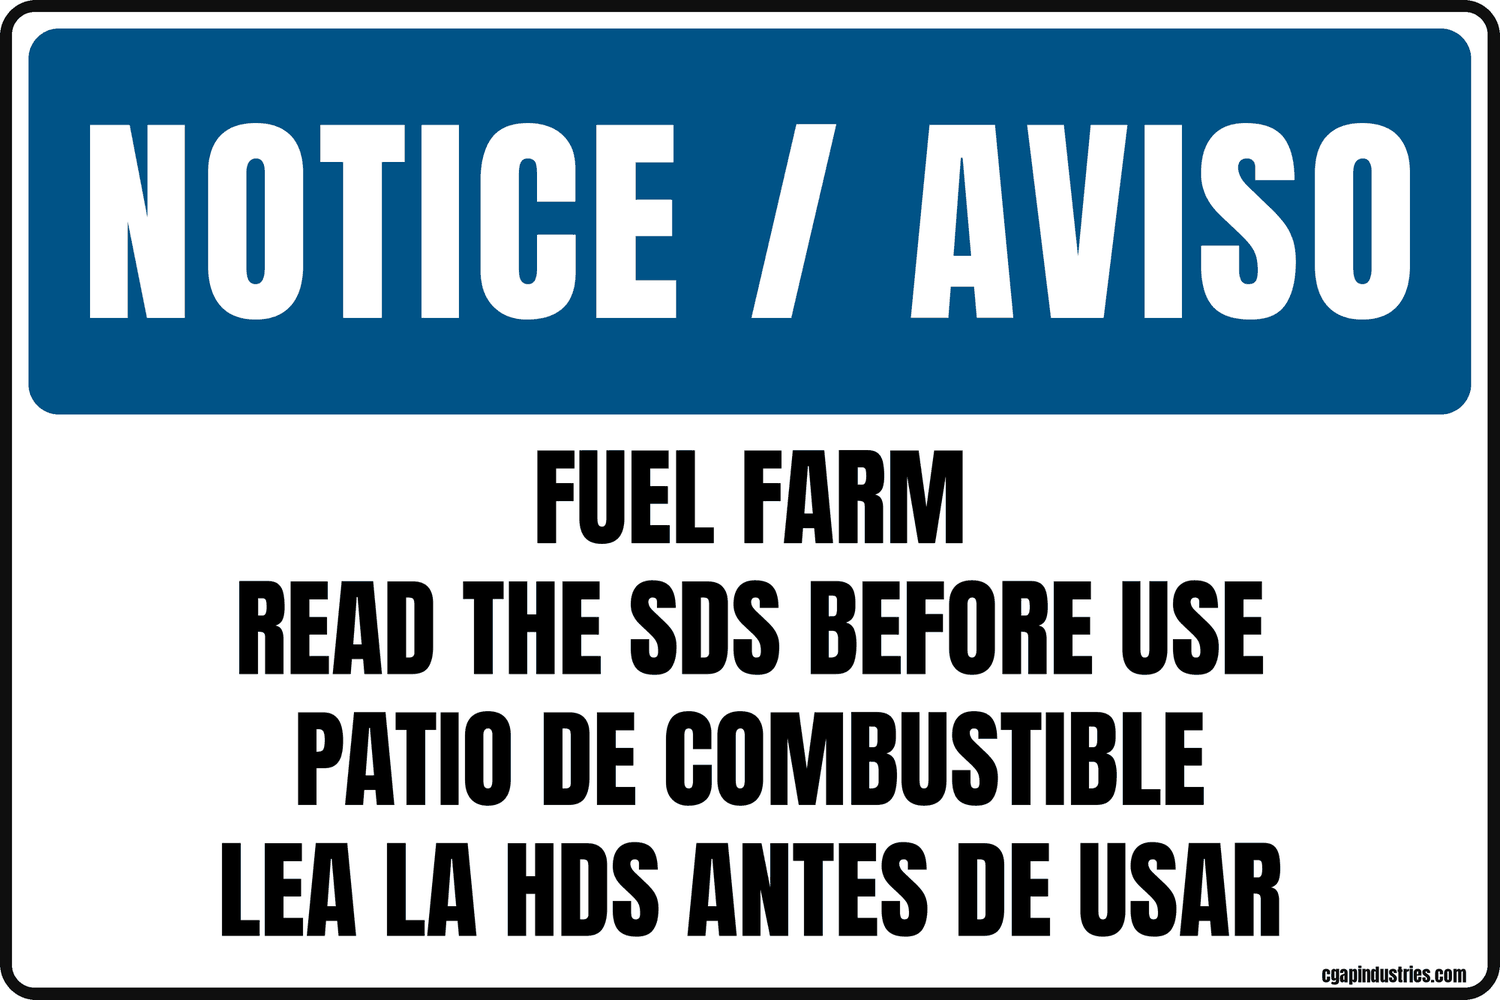 NOTICE / AVISO
FUEL FARM
READ THE SDS BEFORE USE
PATIO DE COMBUSTIBLE
LEA LA HDS ANTES DE USAR
cgapindustries.com